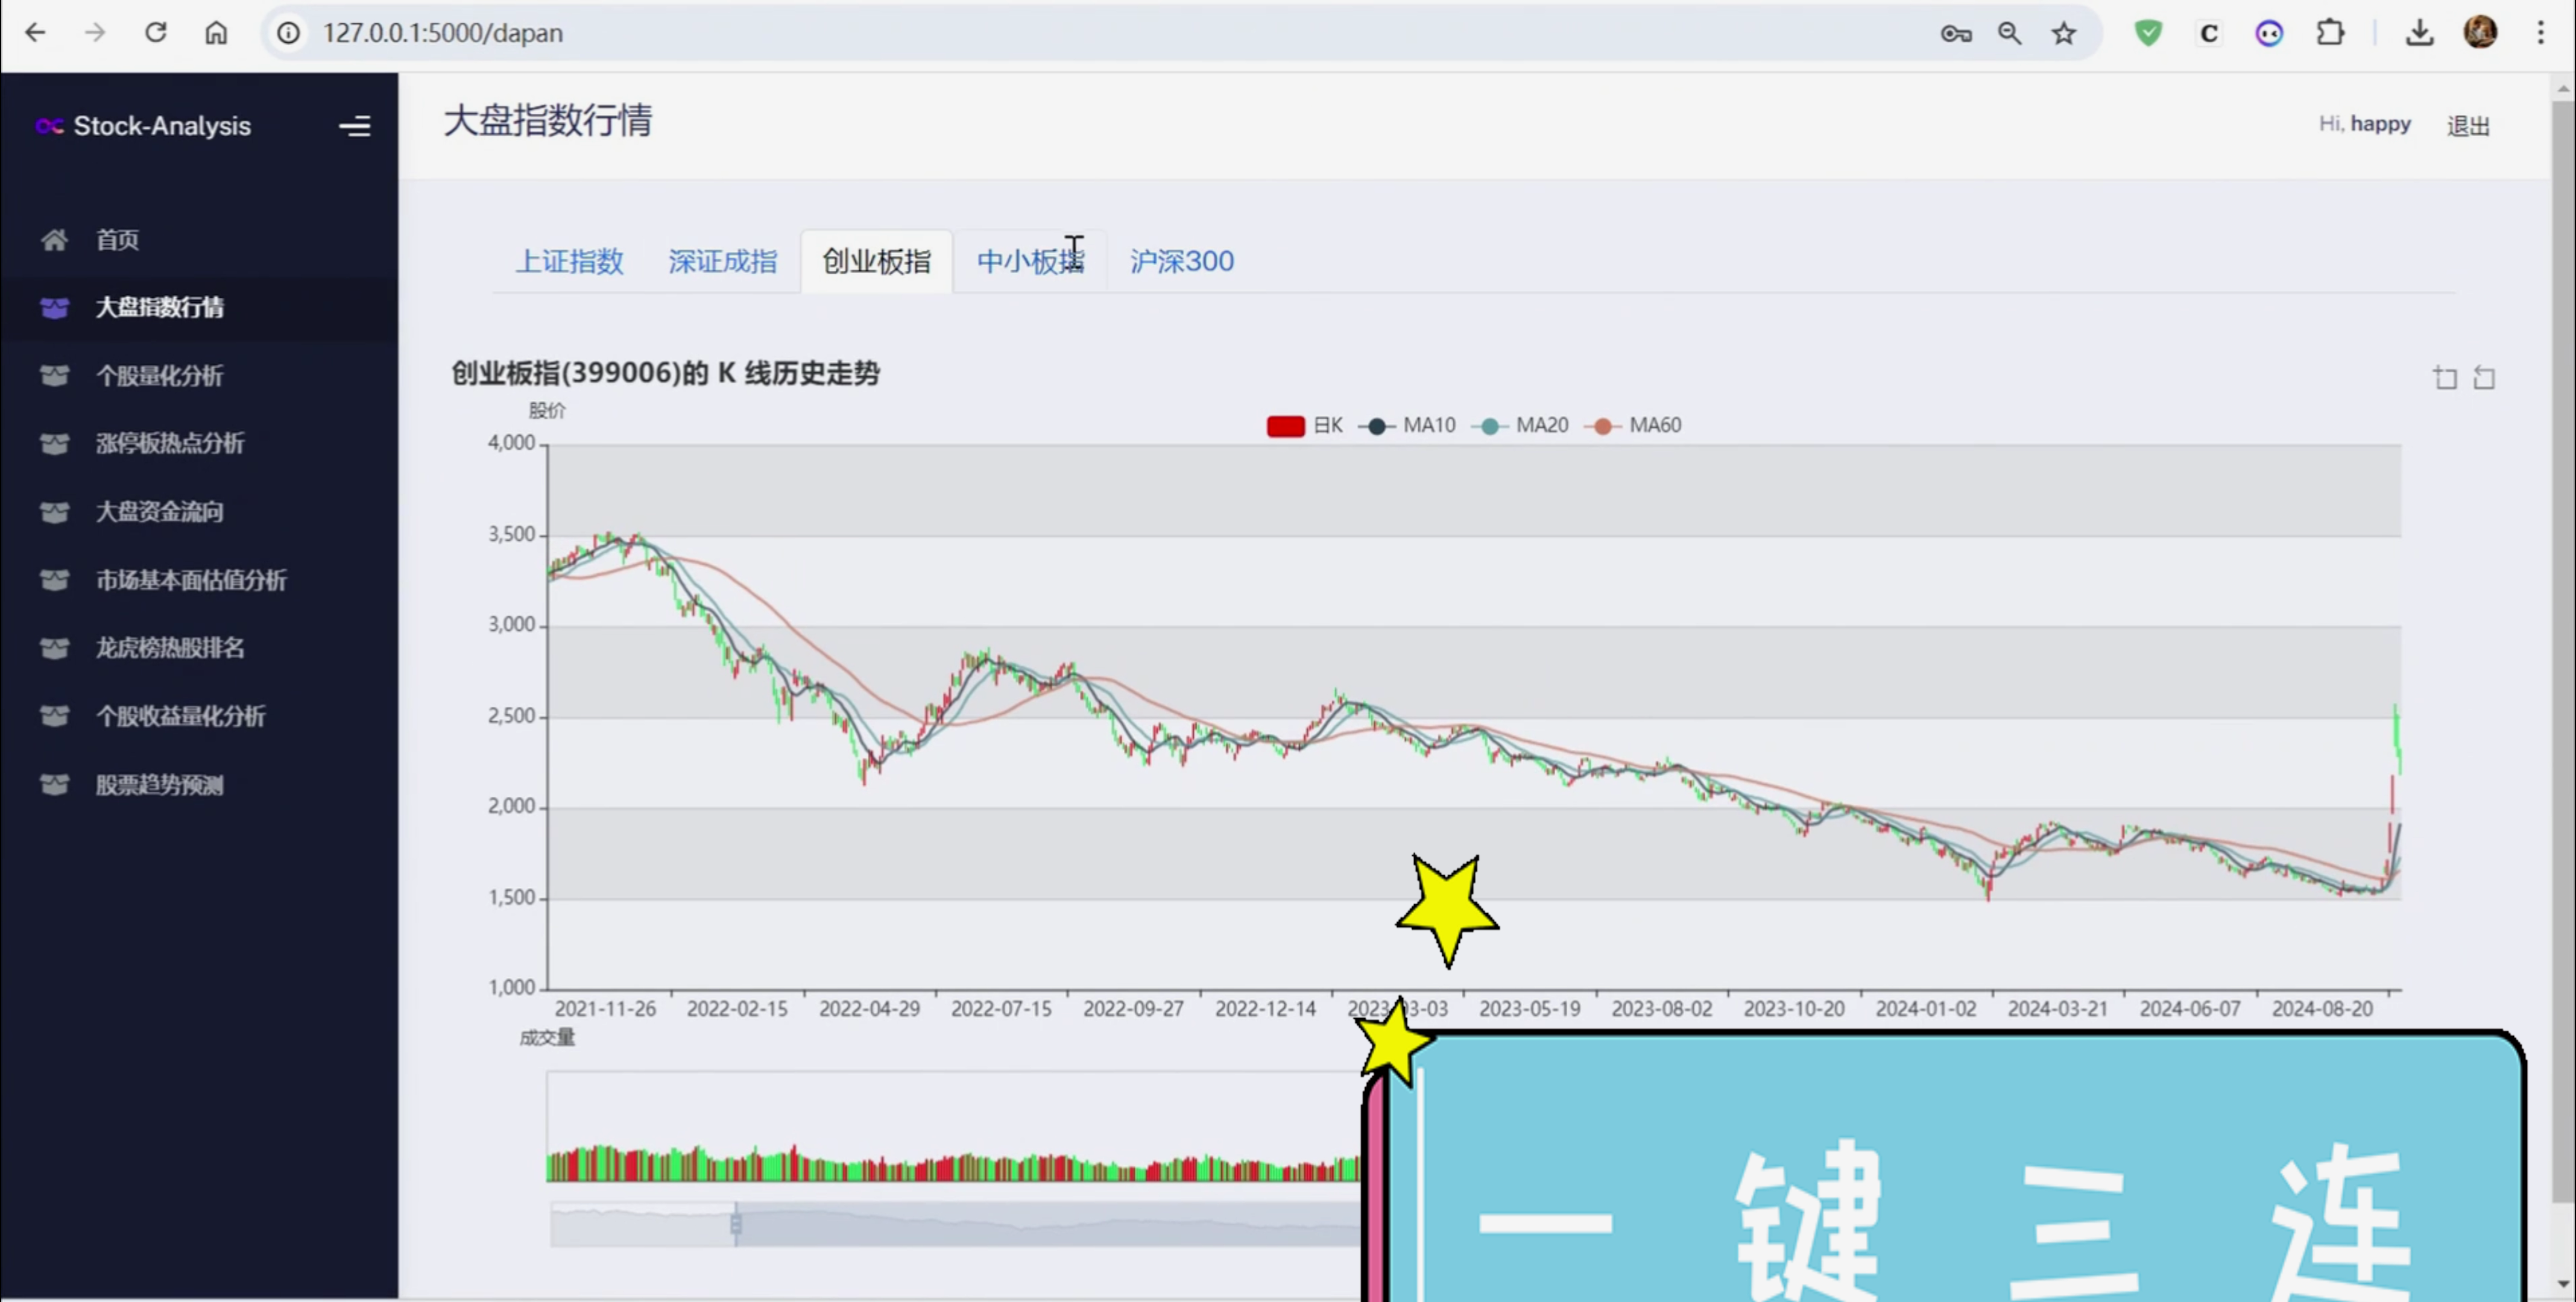 127.0.0.1:5000/dapan
C
Stock-Analysis
大盘指数行情
Hi, happy 退出
首页
大盘指数行情
个股量化分析
涨停板热点分析
大盘资金流向
市场基本面估值分析
龙虎榜热股排名
个股收益量化分析
股票趋势预测
上证指数 深证成指 创业板指 中小板指 沪深300
创业板指(399006)的 K 线历史走势
股价
日K MA10 MA20 MA60
4,000
3,500
3,000
2,500
2,000
1,500
1,000
2021-11-26 2022-02-15 2022-04-29 2022-07-15 2022-09-27 2022-12-14 2023-03-03 2023-05-19 2023-08-02 2023-10-20 2024-01-02 2024-03-21 2024-06-07 2024-08-20
成交量
一键三连